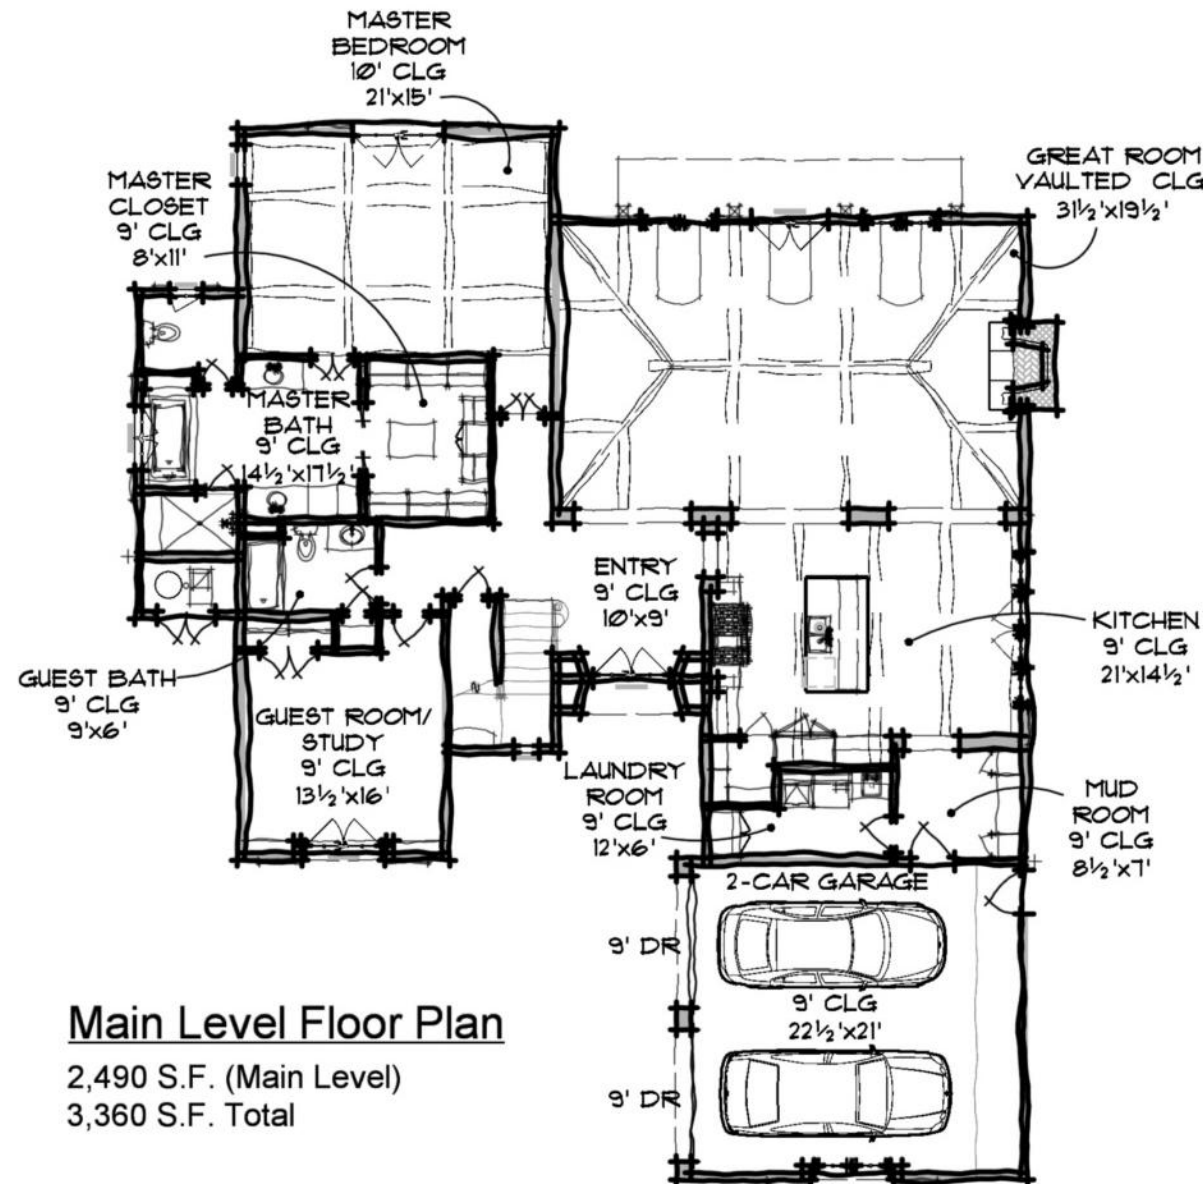 MASTER
BEDROOM
10' CLG
21'x15'
GREAT ROOM
VAULTED CLG
31½'x19½'
MASTER
CLOSET
9' CLG
8'x11'
MASTER
BATH
9' CLG
14½'x17½'
ENTRY
9' CLG
10'x9'
KITCHEN
9' CLG
21'x14½'
GUEST BATH
9' CLG
9'x6'
GUEST ROOM/
STUDY
9' CLG
13½'x16'
LAUNDRY
ROOM
9' CLG
12'x6'
MUD
ROOM
9' CLG
8½'x7'
2-CAR GARAGE
9' DR
9' CLG
22½'x21'
9' DR
Main Level Floor Plan
2,490 S.F. (Main Level)
3,360 S.F. Total